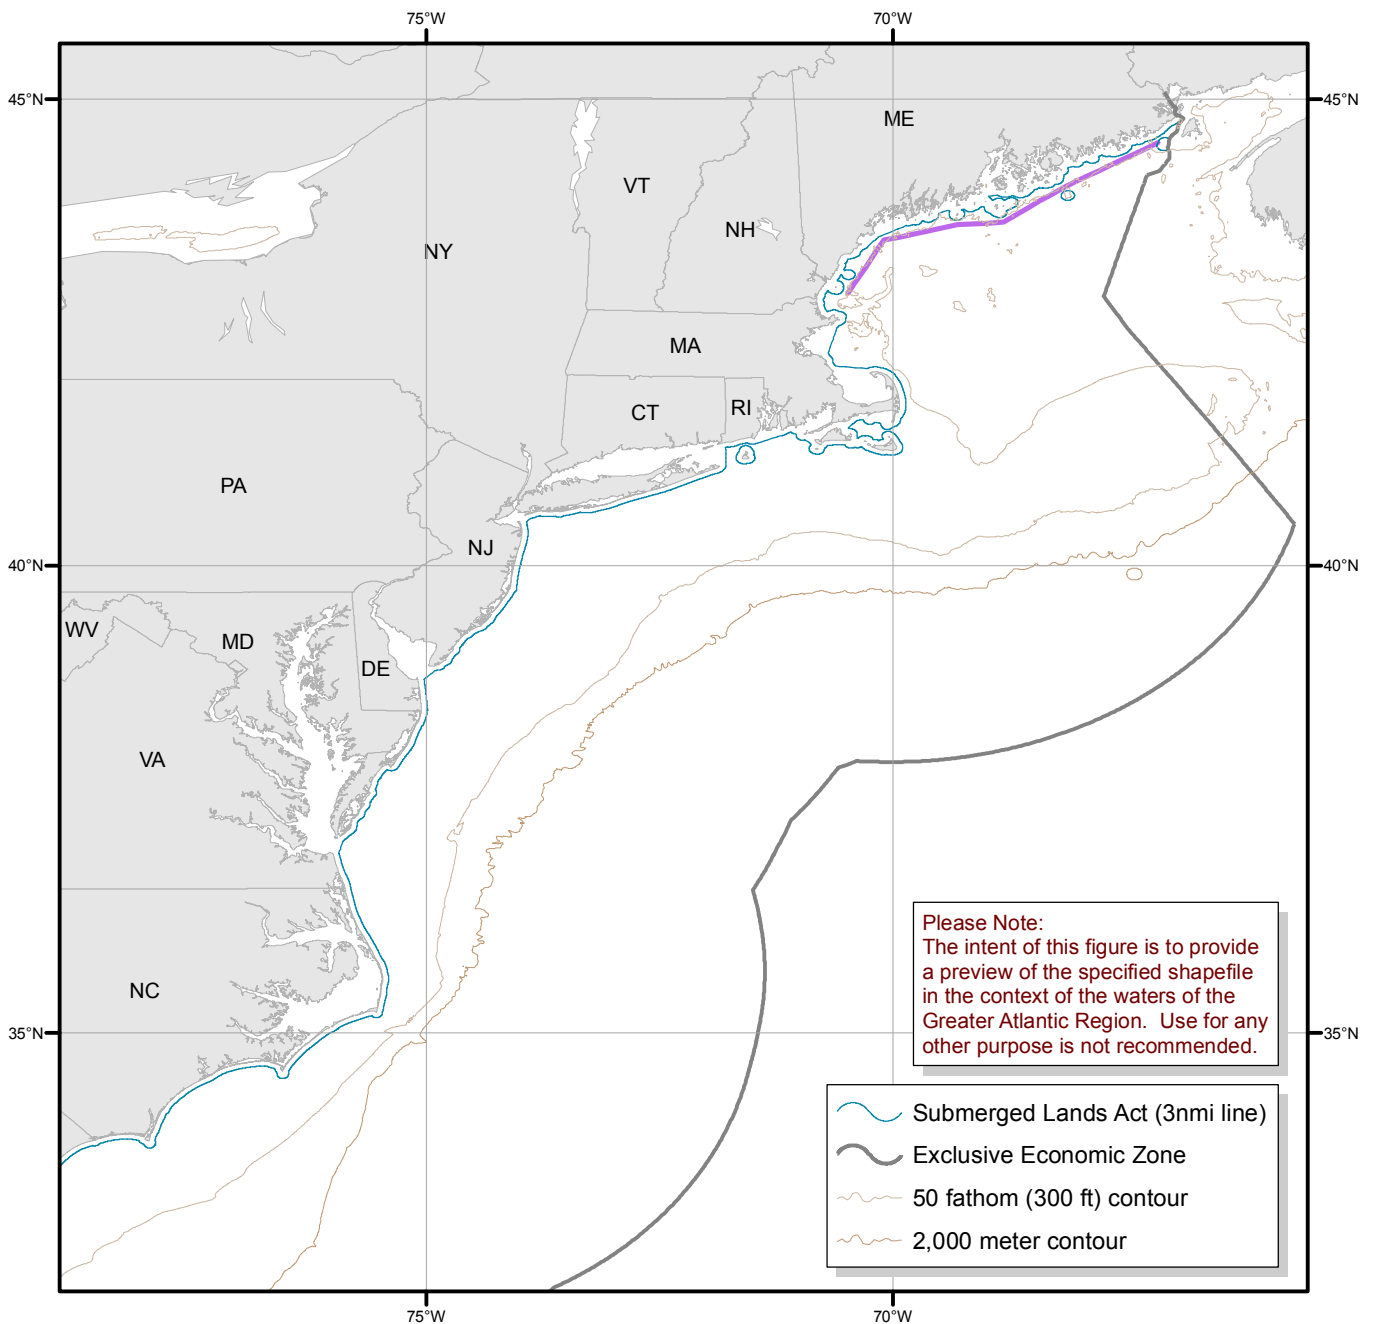 75°W
70°W
45°N
45°N
ME
VT
NH
NY
MA
CT
RI
PA
NJ
40°N
40°N
WV
MD
DE
VA
NC
35°N
35°N
Please Note:
The intent of this figure is to provide
a preview of the specified shapefile
in the context of the waters of the
Greater Atlantic Region.  Use for any
other purpose is not recommended.
Submerged Lands Act (3nmi line)
Exclusive Economic Zone
50 fathom (300 ft) contour
2,000 meter contour
75°W
70°W